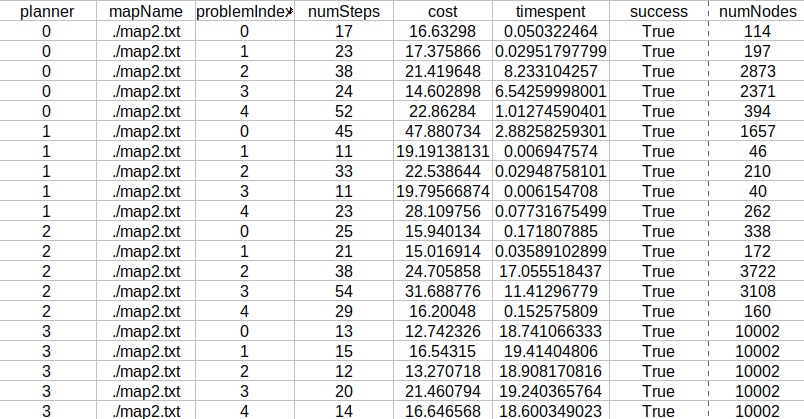 planner mapName problemIndex numSteps cost timespent success numNodes
0 ./map2.txt 0 17 16.63298 0.050322464 True 114
0 ./map2.txt 1 23 17.375866 0.02951797799 True 197
0 ./map2.txt 2 38 21.419648 8.233104257 True 2873
0 ./map2.txt 3 24 14.602898 6.54259998001 True 2371
0 ./map2.txt 4 52 22.86284 1.01274590401 True 394
1 ./map2.txt 0 45 47.880734 2.88258259301 True 1657
1 ./map2.txt 1 11 19.19138131 0.006947574 True 46
1 ./map2.txt 2 33 22.538644 0.02948758101 True 210
1 ./map2.txt 3 11 19.79566874 0.006154708 True 40
1 ./map2.txt 4 23 28.109756 0.07731675499 True 262
2 ./map2.txt 0 25 15.940134 0.171807885 True 338
2 ./map2.txt 1 21 15.016914 0.03589102899 True 172
2 ./map2.txt 2 38 24.705858 17.055518437 True 3722
2 ./map2.txt 3 54 31.688776 11.41296779 True 3108
2 ./map2.txt 4 29 16.20048 0.152575809 True 160
3 ./map2.txt 0 13 12.742326 18.741066333 True 10002
3 ./map2.txt 1 15 16.54315 19.41404806 True 10002
3 ./map2.txt 2 12 13.270718 18.908170816 True 10002
3 ./map2.txt 3 20 21.460794 19.240365764 True 10002
3 ./map2.txt 4 14 16.646568 18.600349023 True 10002